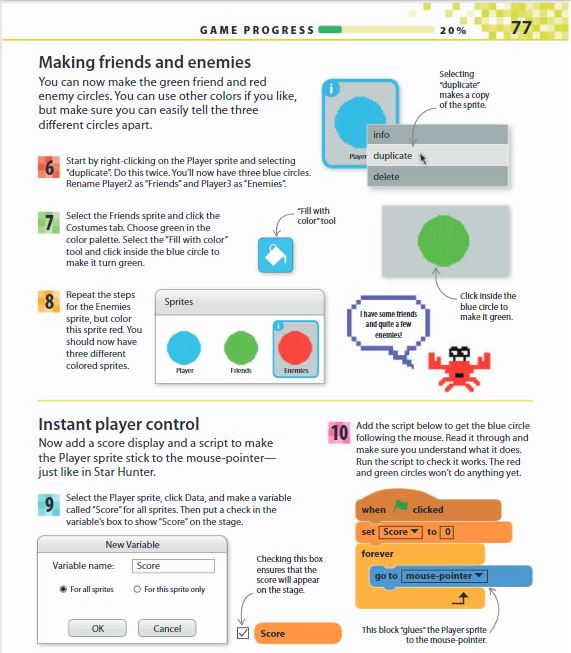 GAME PROGRESS
20%
77
Making friends and enemies
You can now make the green friend and red
enemy circles. You can use other colors if you like,
but make sure you can easily tell the three
different circles apart.
Selecting
"duplicate"
makes a copy
of the sprite.
i
Player
info
duplicate
delete
6
Start by right-clicking on the Player sprite and selecting
"duplicate". Do this twice. You'll now have three blue circles.
Rename Player2 as "Friends" and Player3 as "Enemies".
7
Select the Friends sprite and click the
Costumes tab. Choose green in the
color palette. Select the "Fill with color"
tool and click inside the blue circle to
make it turn green.
"Fill with
color" tool
Click inside the
blue circle to
make it green.
8
Repeat the steps
for the Enemies
sprite, but color
this sprite red. You
should now have
three different
colored sprites.
Sprites
i
Player
Friends
Enemies
I have some friends
and quite a few
enemies!
Instant player control
Now add a score display and a script to make
the Player sprite stick to the mouse-pointer—
just like in Star Hunter.
9
Select the Player sprite, click Data, and make a variable
called "Score" for all sprites. Then put a check in the
variable's box to show "Score" on the stage.
New Variable
Variable name:
Score
For all sprites
For this sprite only
OK
Cancel
Checking this box
ensures that the
score will appear
on the stage.
Score
10
Add the script below to get the blue circle
following the mouse. Read it through and
make sure you understand what it does.
Run the script to check it works. The red
and green circles won't do anything yet.
when clicked
set Score to 0
forever
go to mouse-pointer
This block "glues" the Player sprite
to the mouse-pointer.